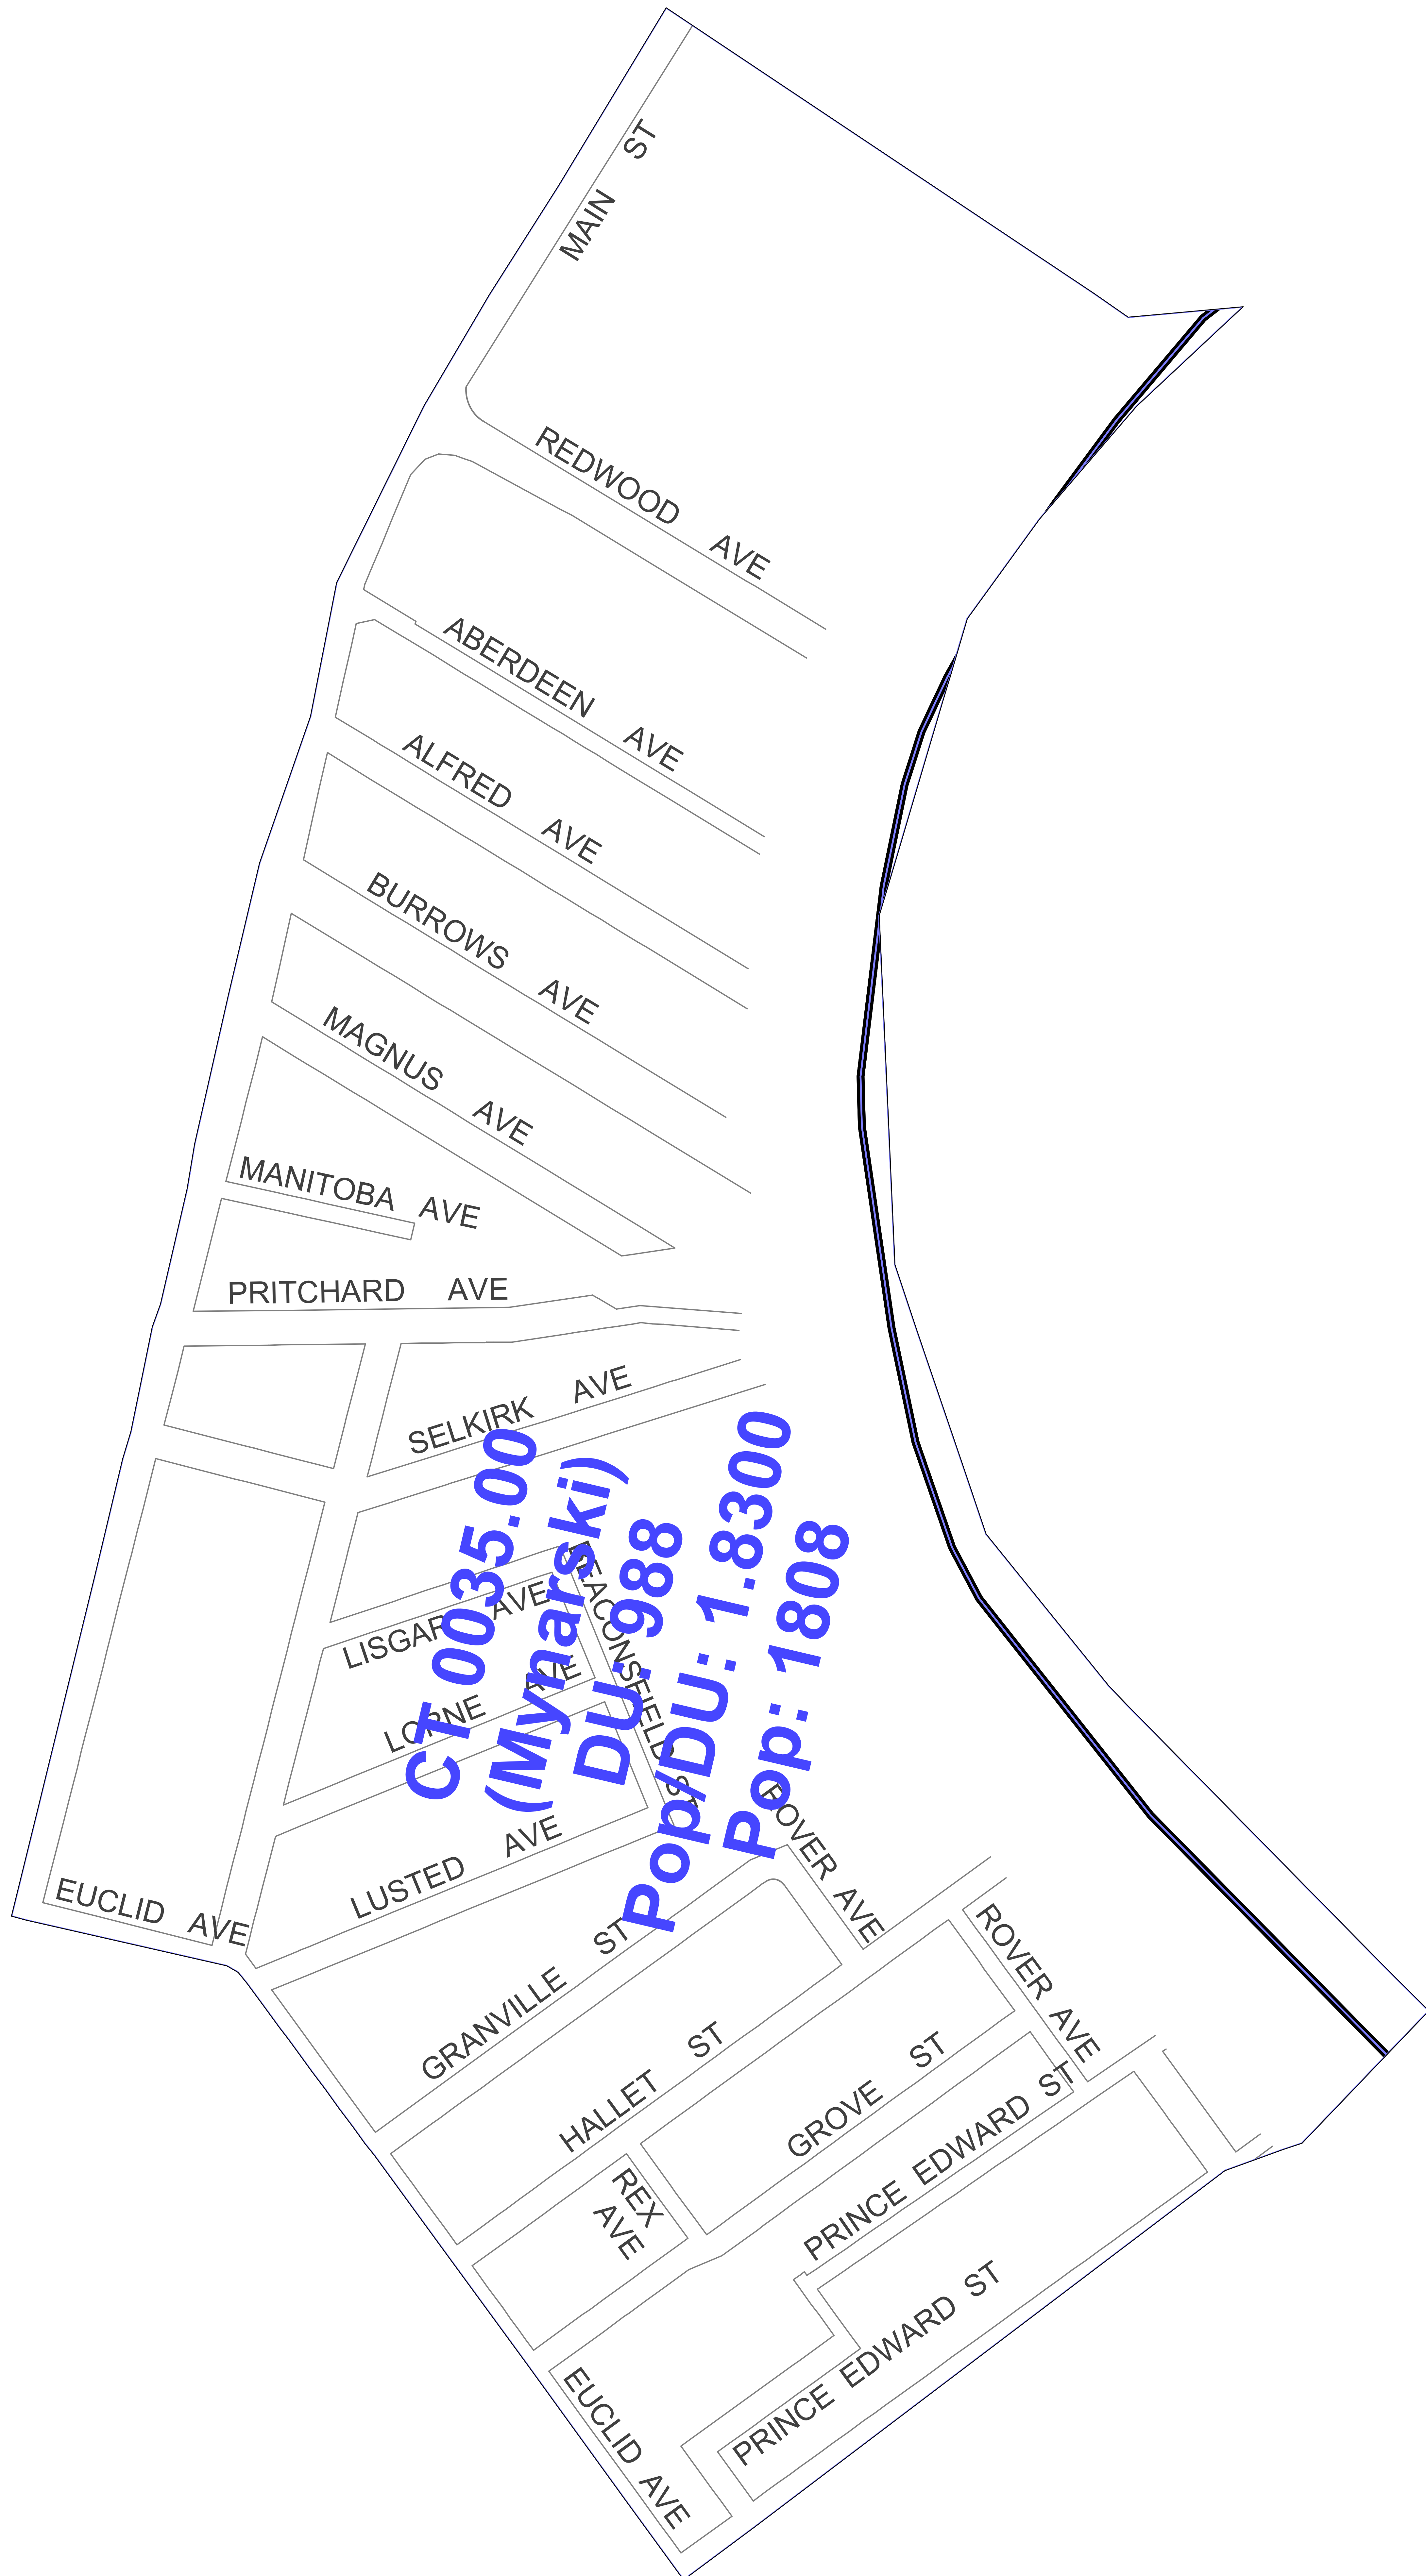 MAIN ST
REDWOOD AVE
ABERDEEN AVE
ALFRED AVE
BURROWS AVE
MAGNUS AVE
MANITOBA AVE
PRITCHARD AVE
SELKIRK AVE
CT 0035.00
(Mynarski)
DU: 988
Pop/DU: 1.8300
Pop: 1808
BEACONSFIELD ST
LISGAR AVE
LORNE AVE
LUSTED AVE
ROVER AVE
EUCLID AVE
GRANVILLE ST
ROVER AVE
HALLET ST
GROVE ST
PRINCE EDWARD ST
REX
AVE
PRINCE EDWARD ST
EUCLID AVE